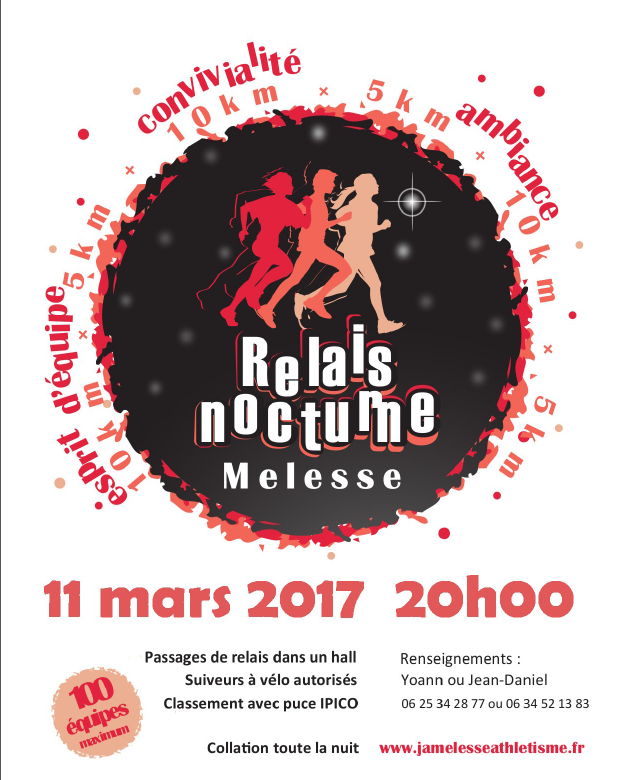 convivialité
ambiance
esprit d'équipe
10 km × 5 km × 10 km × 5 km
10 km × 5 km ×
Relais
nocturne
Melesse
11 mars 2017 20h00
Passages de relais dans un hall
Suiveurs à vélo autorisés
Classement avec puce IPICO
Renseignements :
Yoann ou Jean-Daniel
06 25 34 28 77 ou 06 34 52 13 83
100
équipes
maximum
Collation toute la nuit
www.jamelesseathletisme.fr